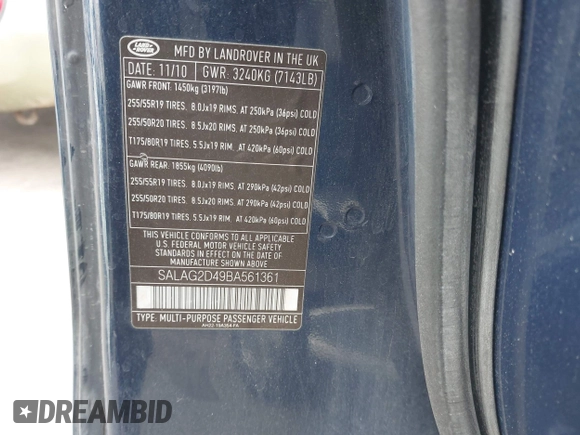 LAND ROVER
MFD BY LANDROVER IN THE UK
DATE: 11/10 GWR: 3240KG (7143LB)
GAWR FRONT: 1450kg (3197lb)
255/55R19 TIRES. 8.0Jx19 RIMS. AT 250kPa (36psi) COLD
255/50R20 TIRES. 8.5Jx20 RIMS. AT 250kPa (36psi) COLD
T175/80R19 TIRES. 5.5Jx19 RIM. AT 420kPa (60psi) COLD
GAWR REAR: 1855kg (4090lb)
255/55R19 TIRES. 8.0Jx19 RIMS. AT 290kPa (42psi) COLD
255/50R20 TIRES. 8.5Jx20 RIMS. AT 290kPa (42psi) COLD
T175/80R19 TIRES. 5.5Jx19 RIM. AT 420kPa (60psi) COLD
THIS VEHICLE CONFORMS TO ALL APPLICABLE
U.S. FEDERAL MOTOR VEHICLE SAFETY
STANDARDS IN EFFECT ON THE DATE OF
MANUFACTURE SHOWN ABOVE
SALAG2D49BA561361
TYPE: MULTI-PURPOSE PASSENGER VEHICLE
DREAMBID